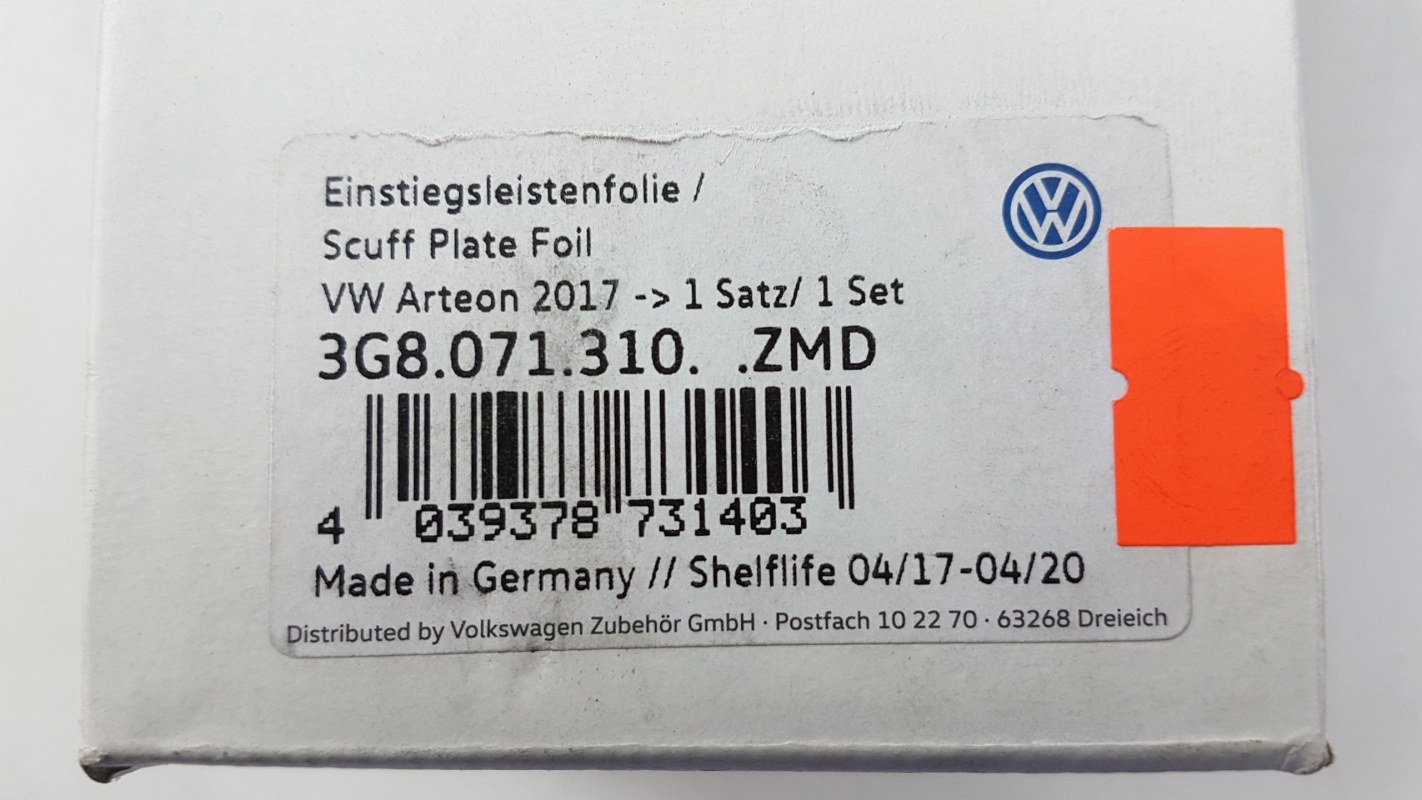 Einstiegsleistenfolie /
Scuff Plate Foil
VW Arteon 2017 -> 1 Satz/ 1 Set
3G8.071.310. .ZMD
4 039378 731403
Made in Germany // Shelflife 04/17-04/20
Distributed by Volkswagen Zubehör GmbH · Postfach 10 22 70 · 63268 Dreieich